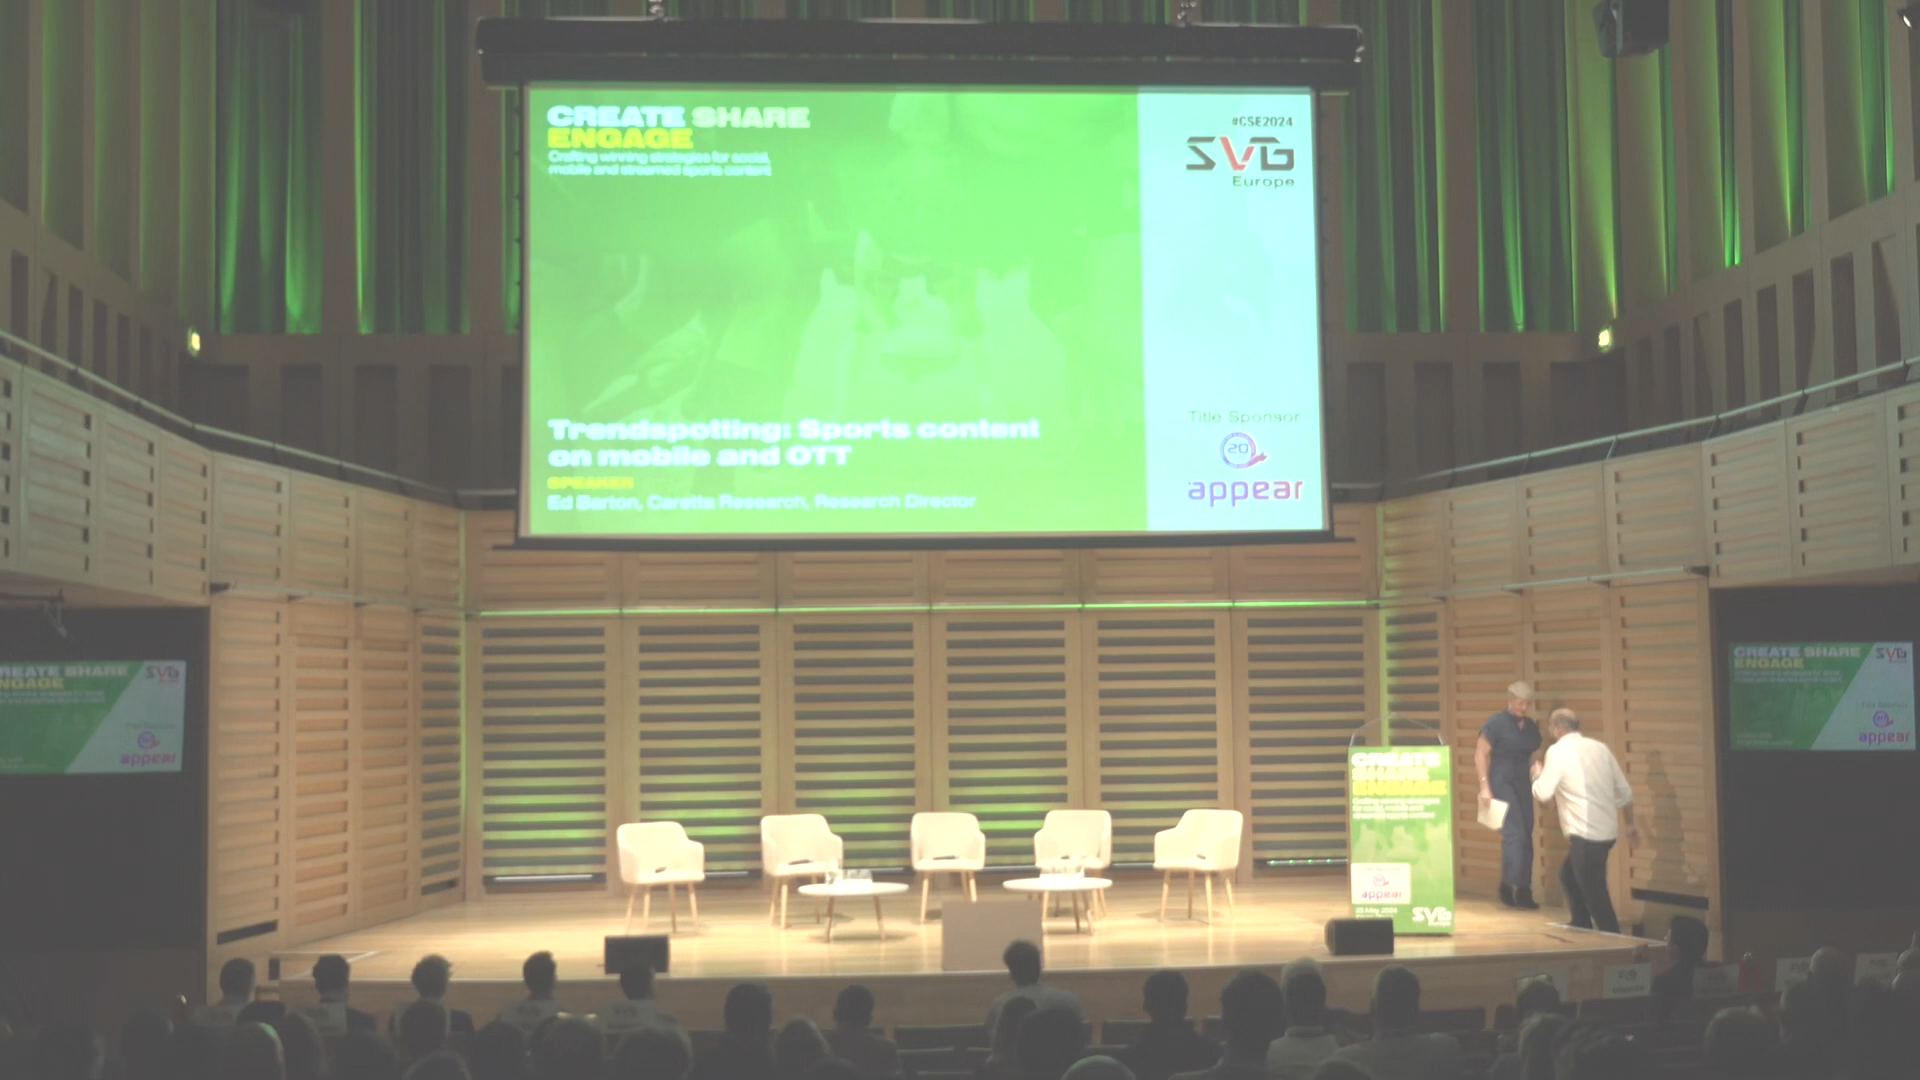 CREATE SHARE
ENGAGE
Crafting winning strategies for social,
mobile and streamed sports content
#CSE2024
SVG
Europe
Trendspotting: Sports content
on mobile and OTT
SPEAKER
Ed Barton, Caretta Research, Research Director
Title Sponsor
20
appear
REATE SHARE
NGAGE
SVG
appear
CREATE SHARE
ENGAGE
SVG
appear
CREATE
SHARE
ENGAGE
appear
SVG